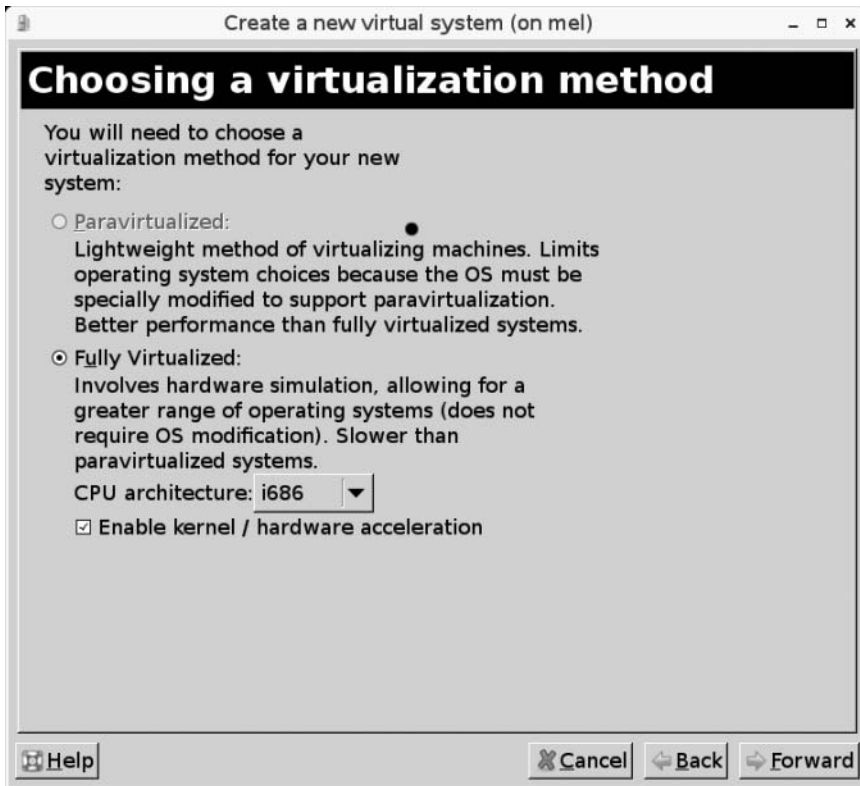 Create a new virtual system (on mel)
Choosing a virtualization method
You will need to choose a
virtualization method for your new
system:
Paravirtualized:
Lightweight method of virtualizing machines. Limits
operating system choices because the OS must be
specially modified to support paravirtualization.
Better performance than fully virtualized systems.
Fully Virtualized:
Involves hardware simulation, allowing for a
greater range of operating systems (does not
require OS modification). Slower than
paravirtualized systems.
CPU architecture: i686
Enable kernel / hardware acceleration
Help Cancel Back Forward